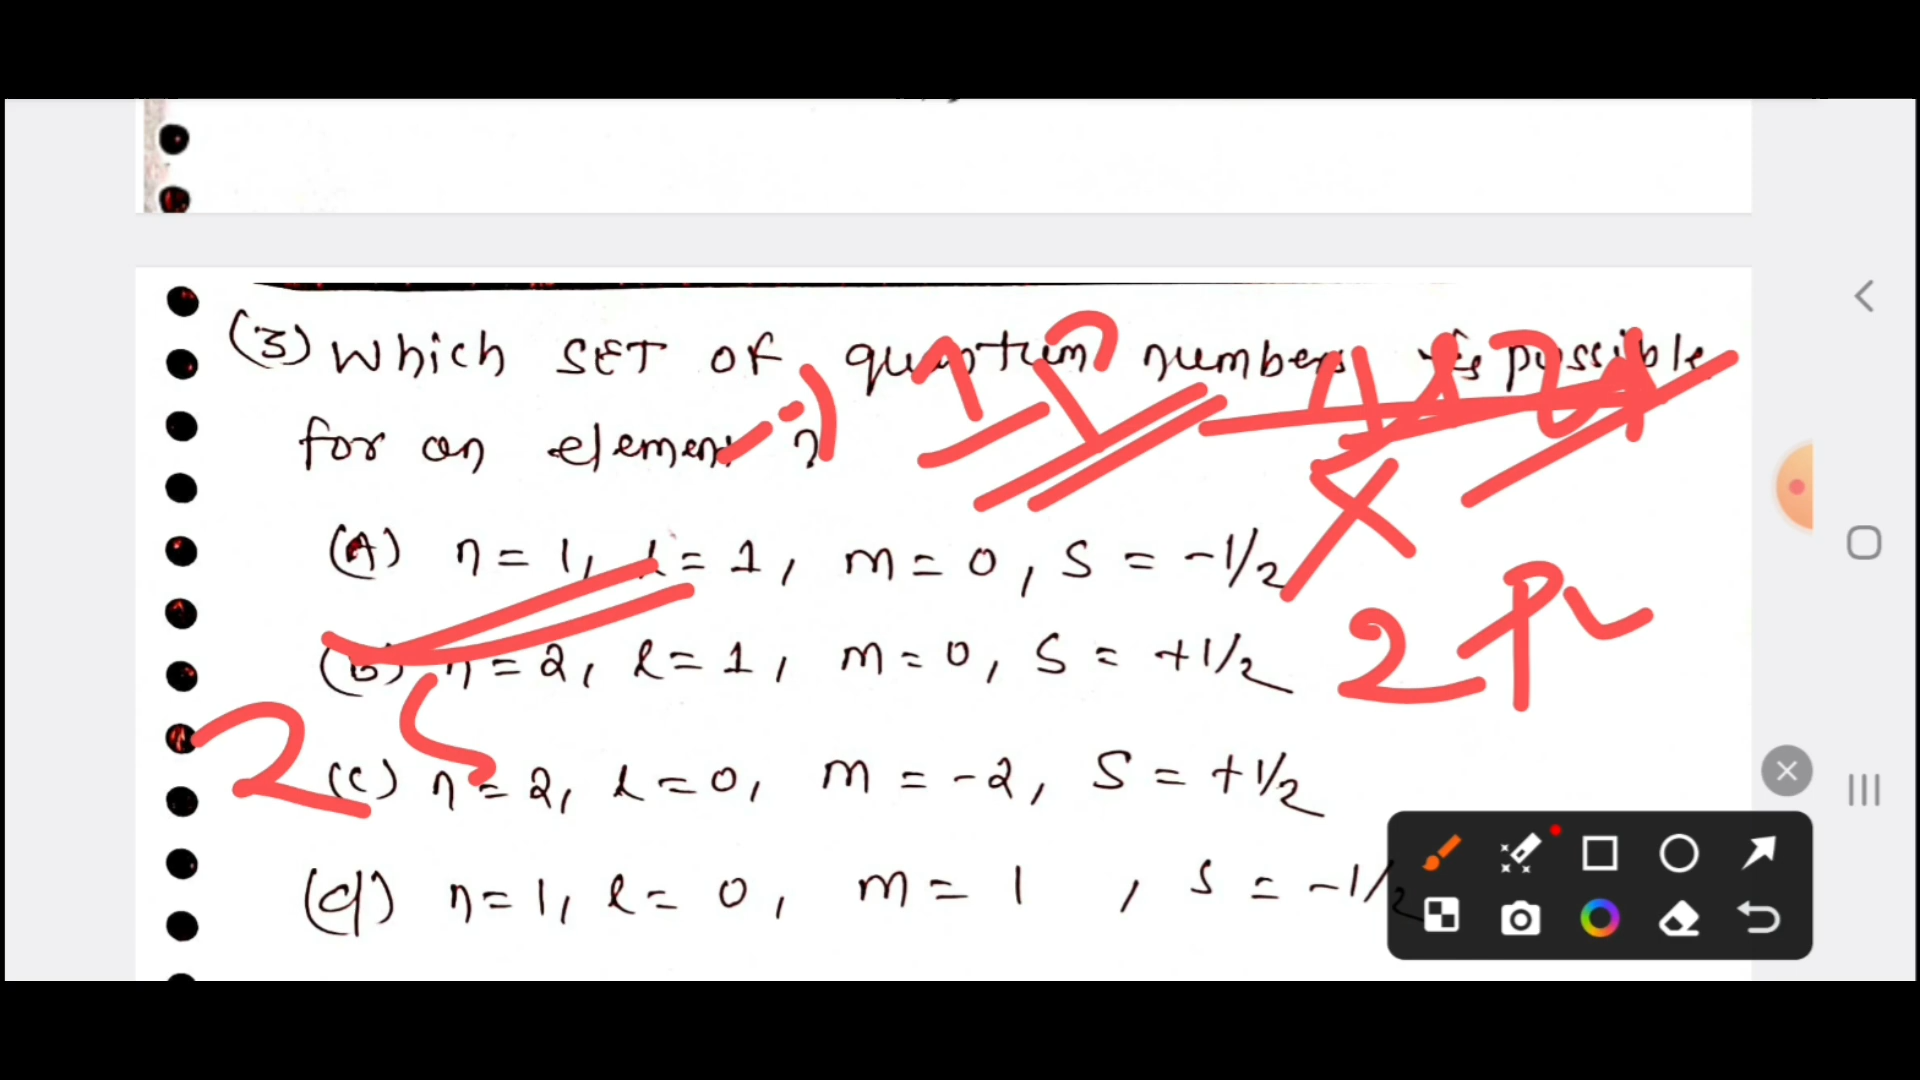 (3) Which SET of quantum numbers is possible
for an element ?
(A) n = 1, l = 1, m = 0, S = -1/2
(B) n = 2, l = 1, m = 0, S = +1/2
2p
2s
(C) n = 2, l = 0, m = -2, S = +1/2
(d) n = 1, l = 0, m = 1, s = -1/2